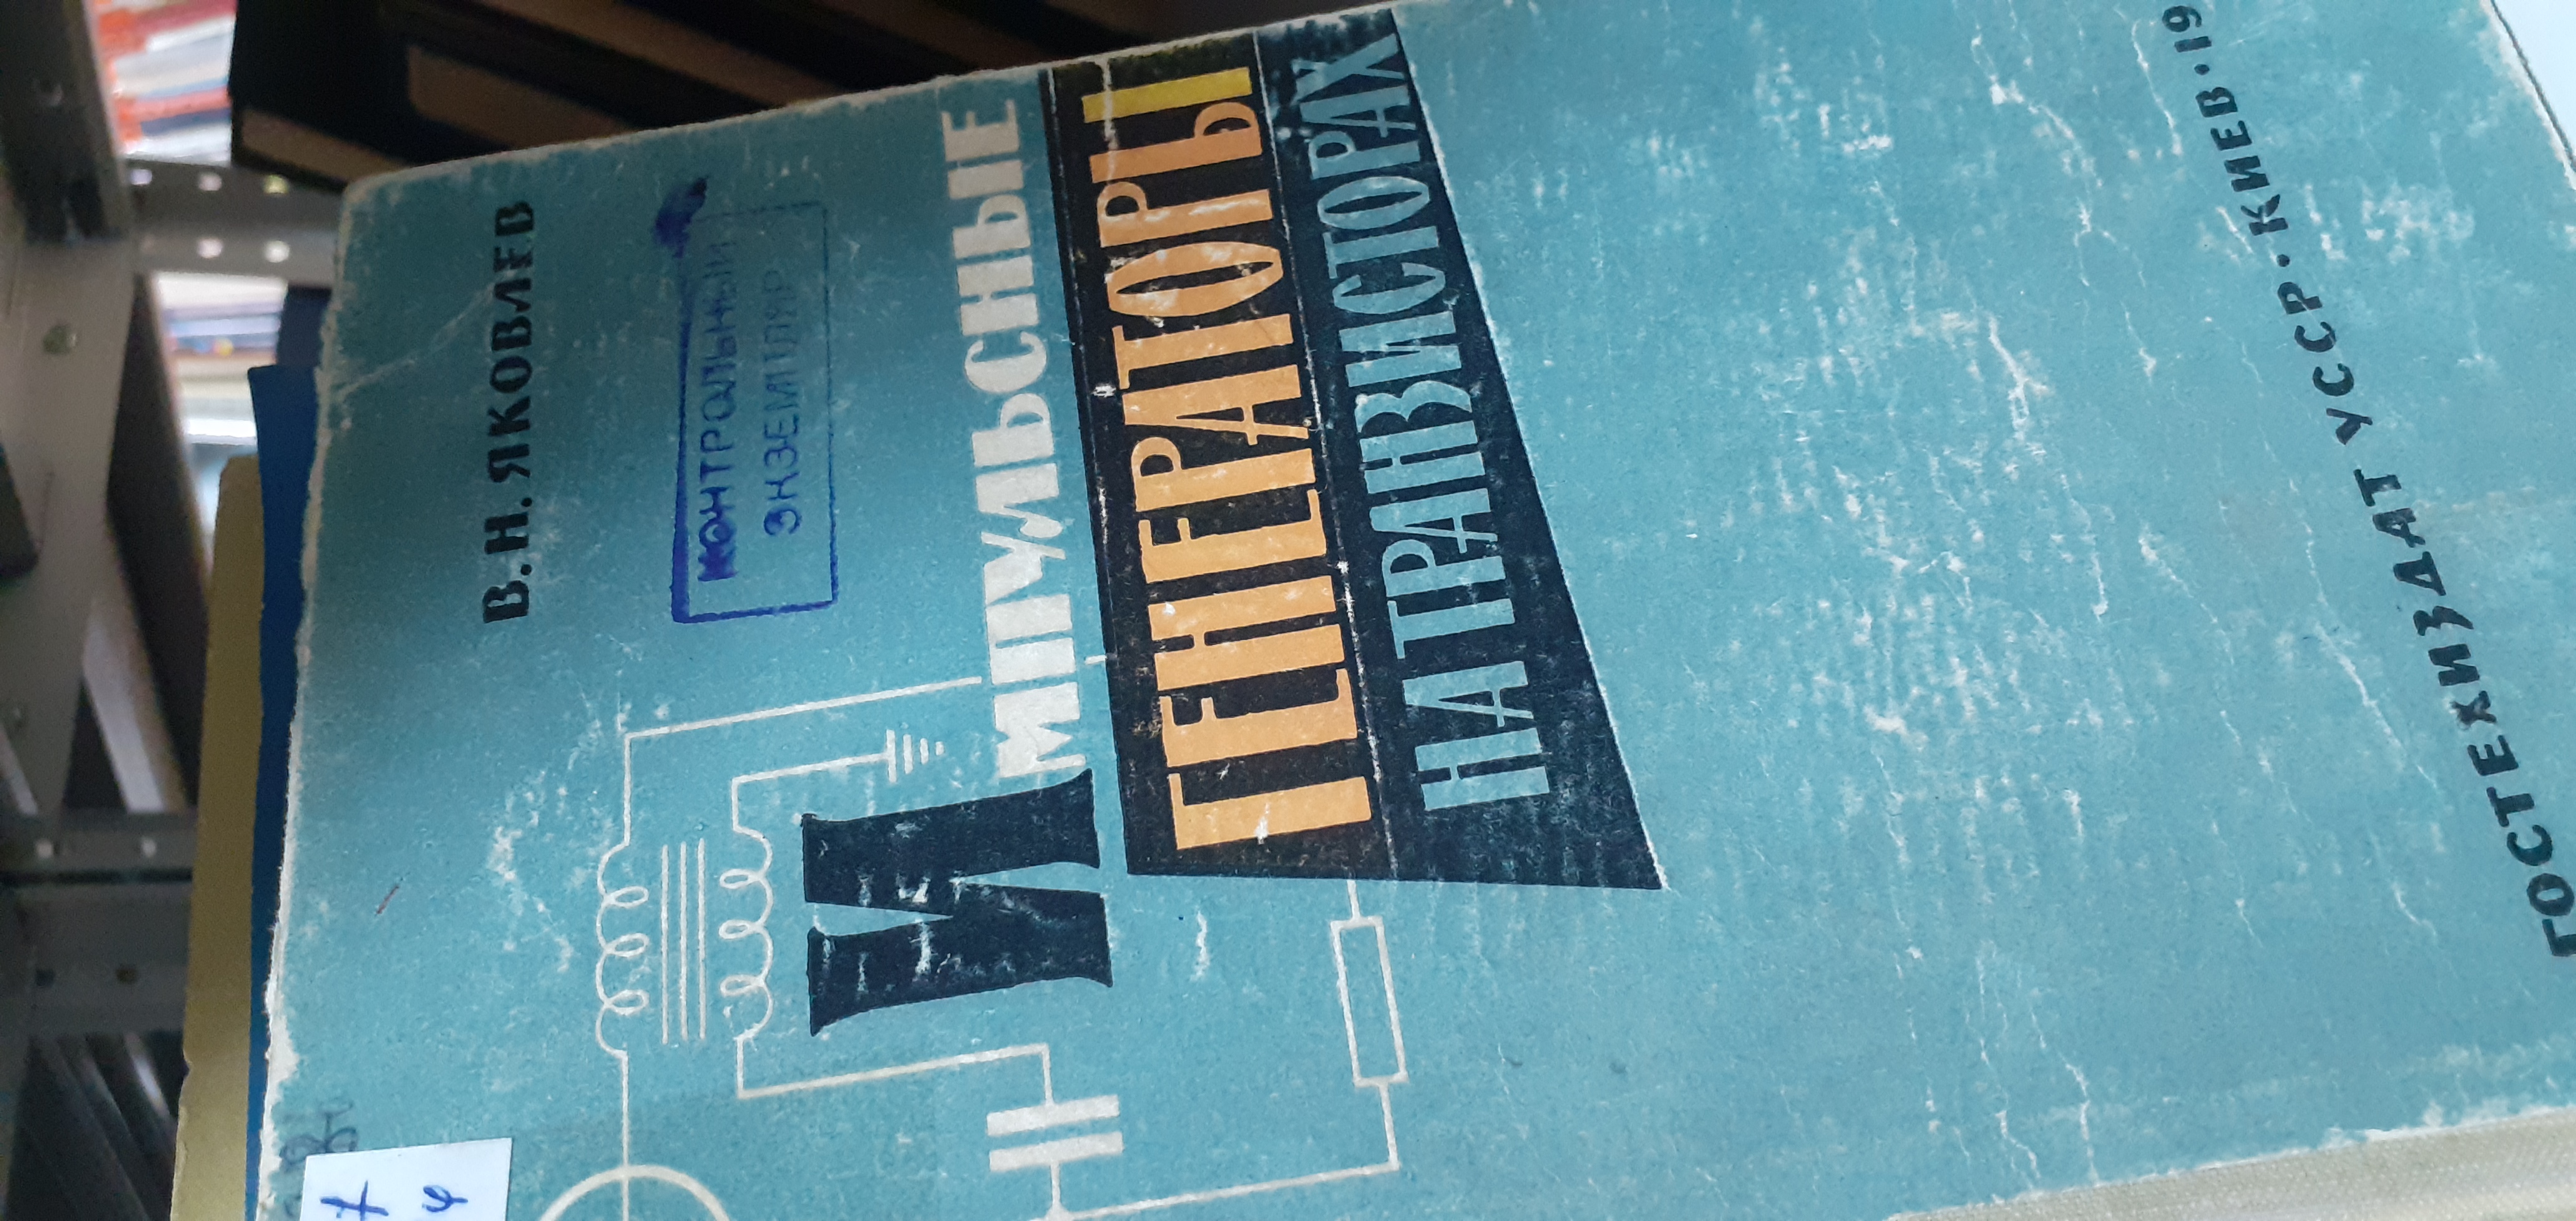 В.Н. ЯКОВЛЕВ
КОНТРОЛЬНЫЙ
ЭКЗЕМПЛЯР
ИМПУЛЬСНЫЕ
ГЕНЕРАТОРЫ
НА ТРАНЗИСТОРАХ
ГОСТЕХИЗДАТ УССР·КИЕВ·19